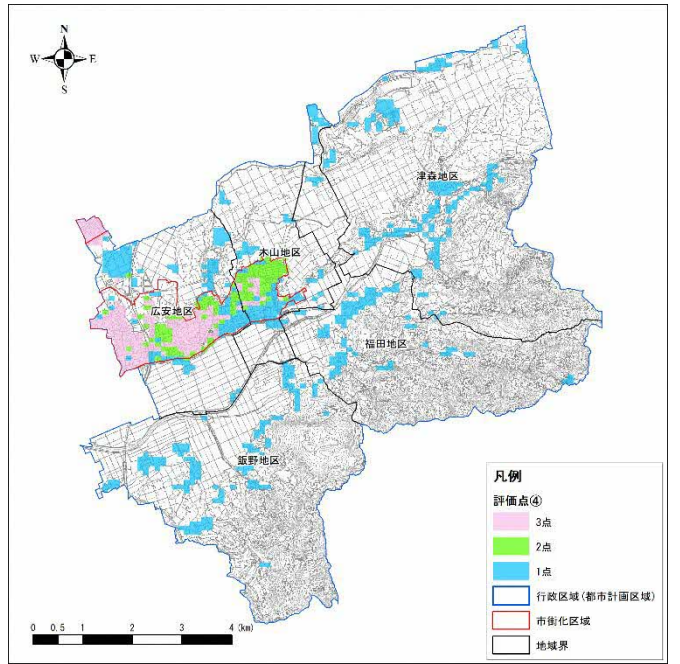 N
W E
S
津森地区
木山地区
広安地区
福田地区
飯野地区
凡例
評価点④
3点
2点
1点
行政区域(都市計画区域)
市街化区域
地域界
0 0.5 1 2 3 4 (km)